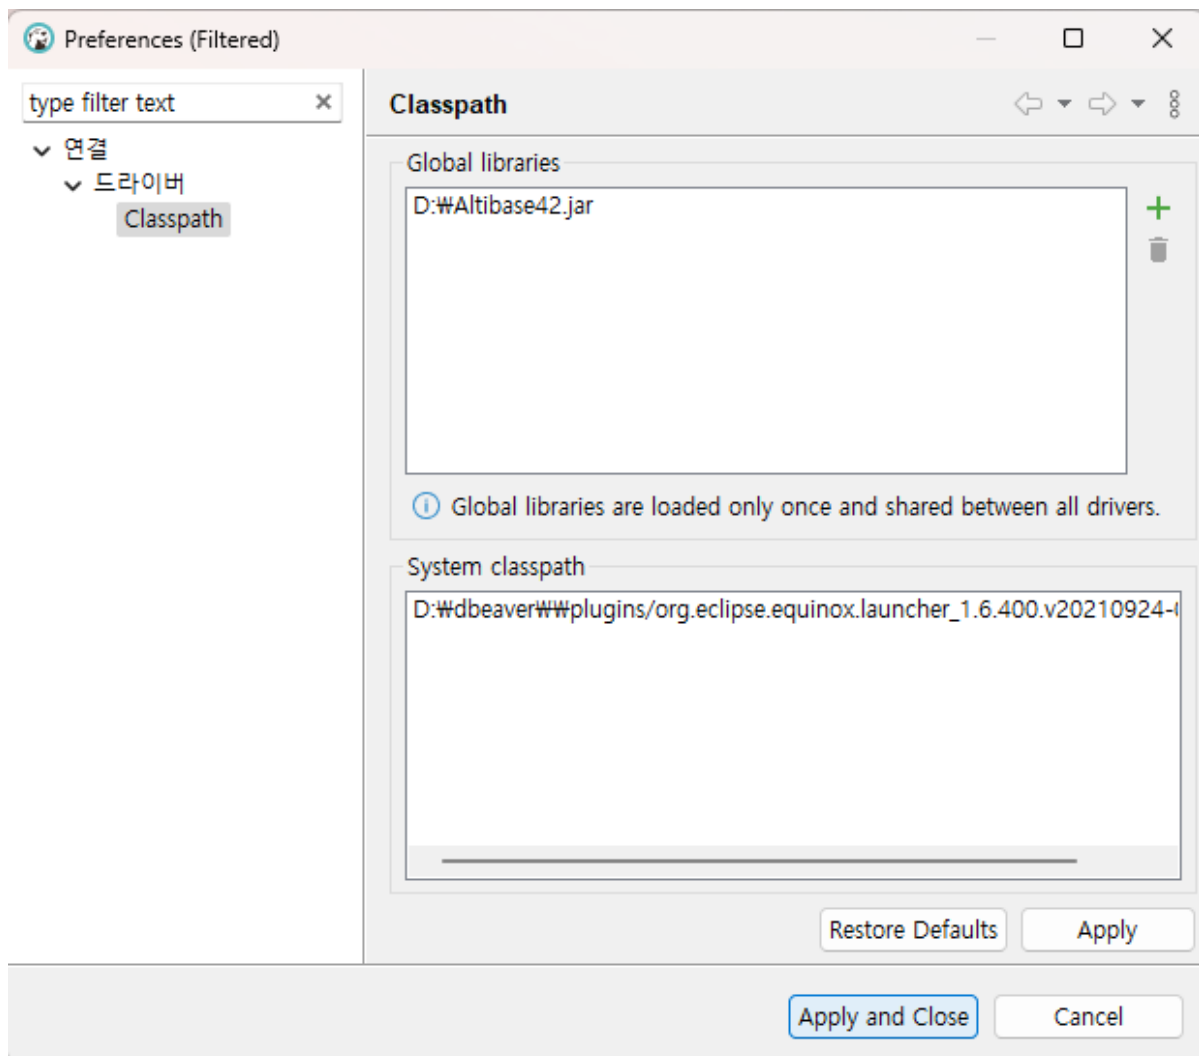 Preferences (Filtered)
type filter text
연결
드라이버
Classpath
Classpath
Global libraries
D:₩Altibase42.jar
Global libraries are loaded only once and shared between all drivers.
System classpath
D:₩dbeaver₩₩plugins/org.eclipse.equinox.launcher_1.6.400.v20210924-
Restore Defaults
Apply
Apply and Close
Cancel